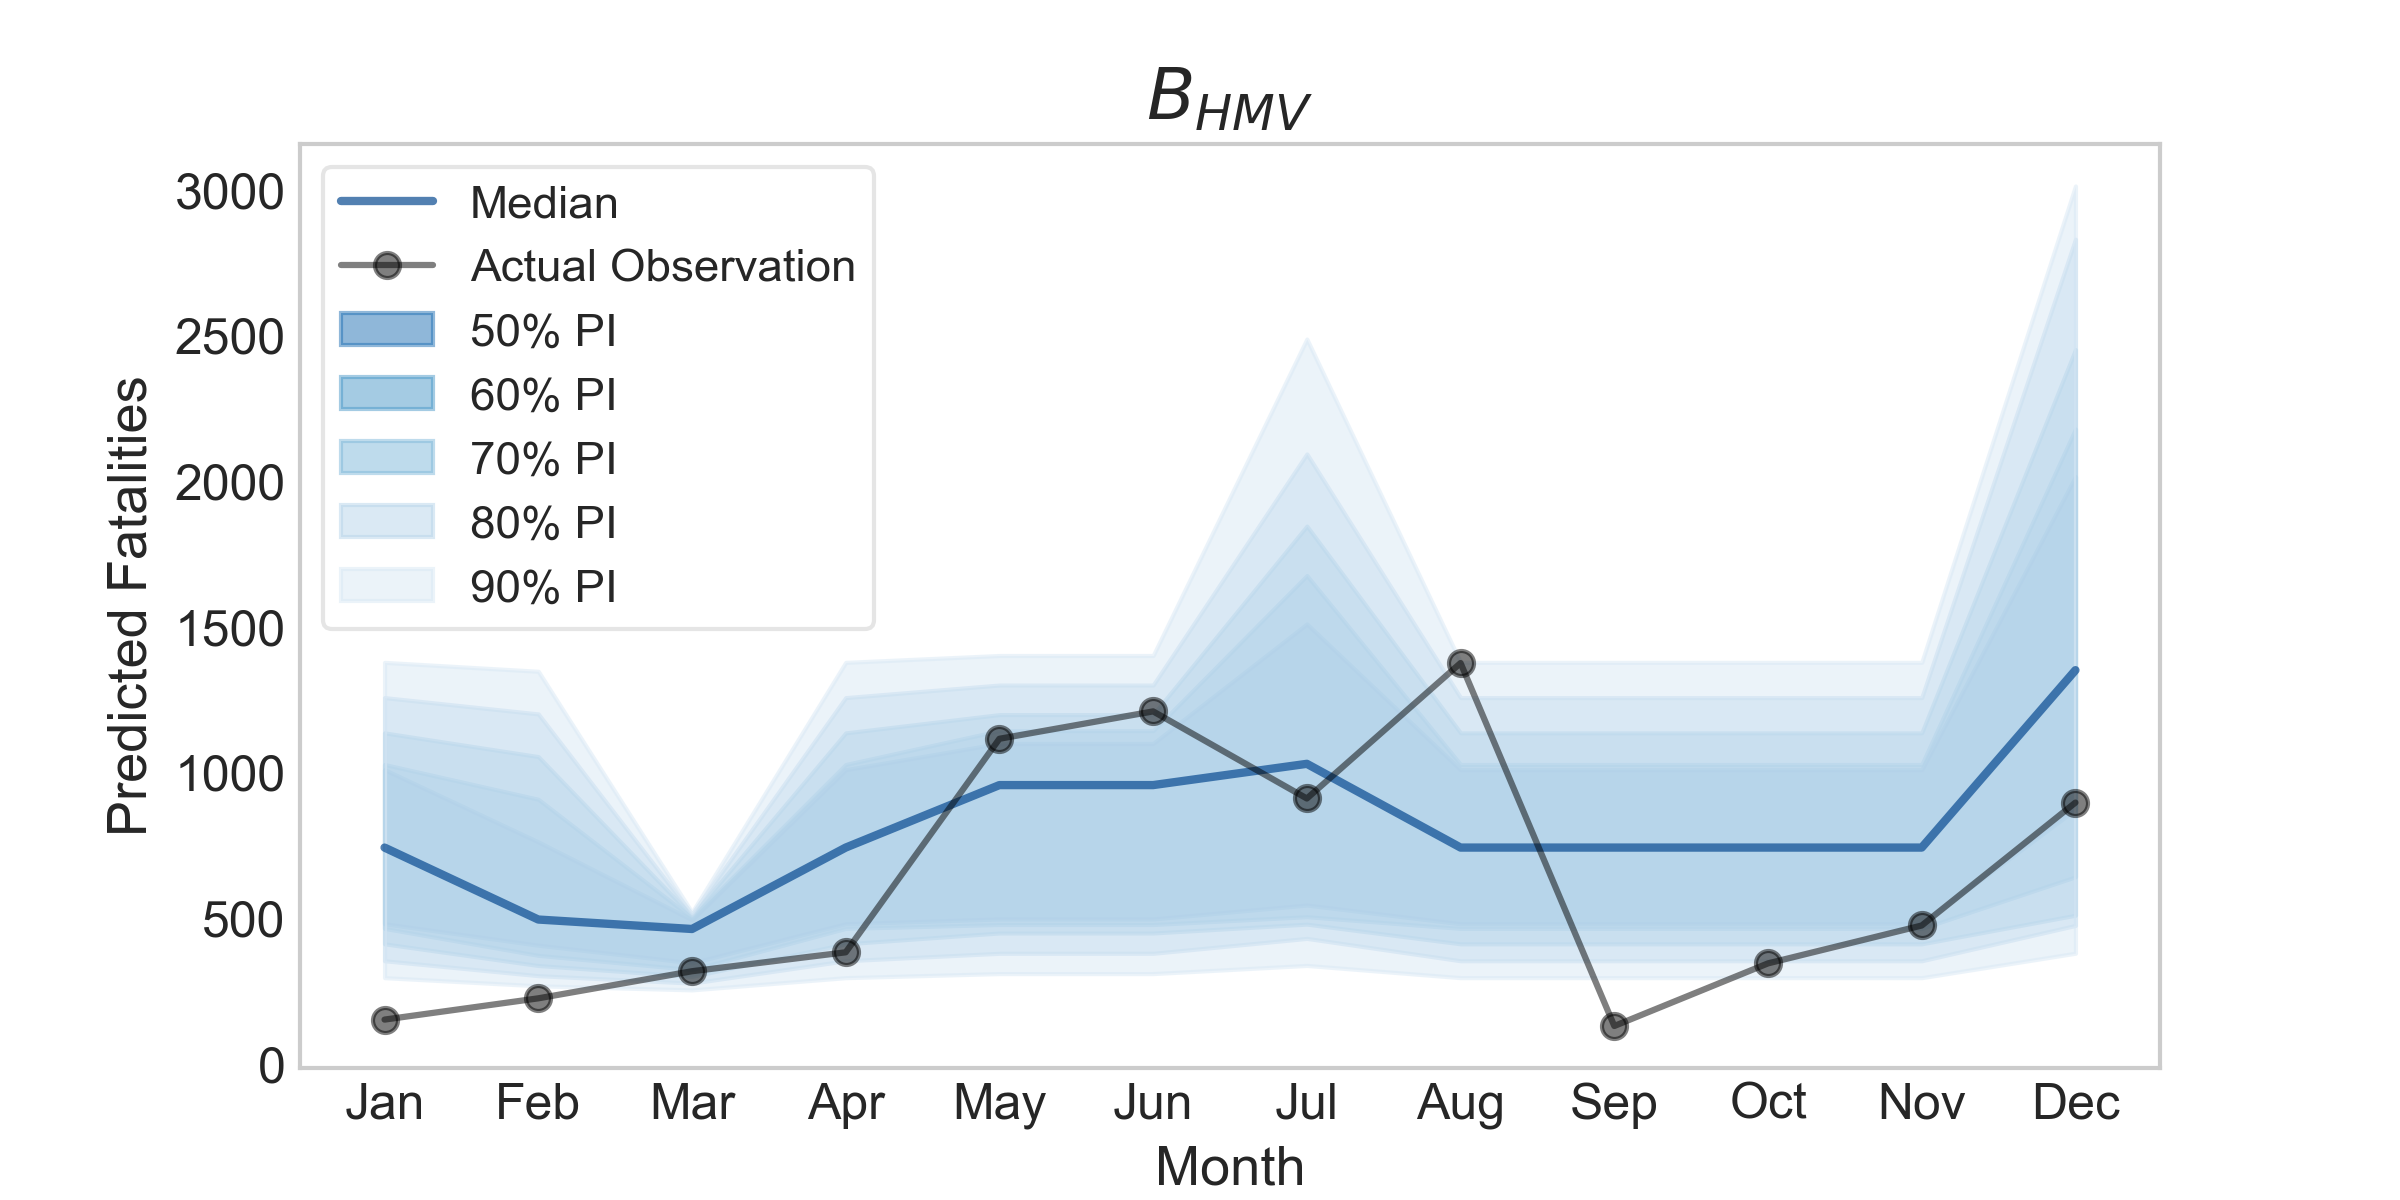 B_HMV
3000
2500
2000
1500
1000
500
0
Predicted Fatalities
Median
Actual Observation
50% PI
60% PI
70% PI
80% PI
90% PI
Jan Feb Mar Apr May Jun Jul Aug Sep Oct Nov Dec
Month